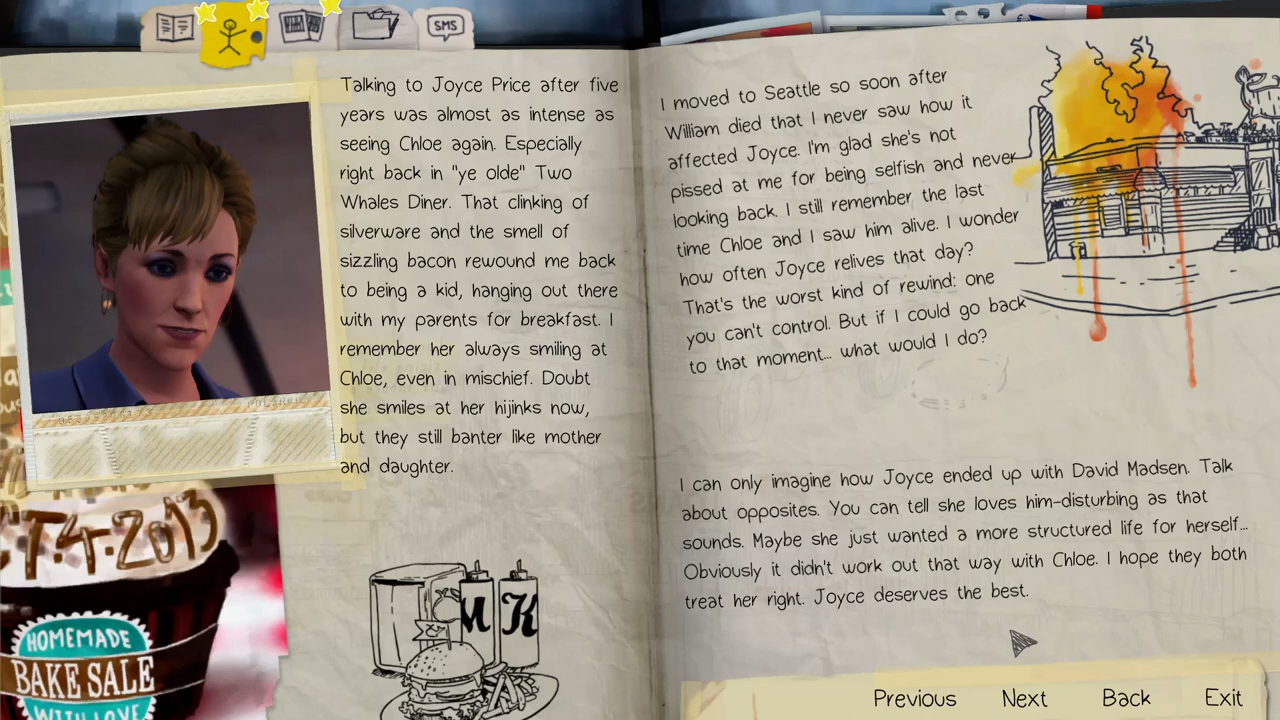 SMS
Talking to Joyce Price after five
years was almost as intense as
seeing Chloe again. Especially
right back in "ye olde" Two
Whales Diner. That clinking of
silverware and the smell of
sizzling bacon rewound me back
to being a kid, hanging out there
with my parents for breakfast. I
remember her always smiling at
Chloe, even in mischief. Doubt
she smiles at her hijinks now,
but they still banter like mother
and daughter.
M K
CT.4.2013
HOMEMADE
BAKE SALE
WITH LOVE
I moved to Seattle so soon after
William died that I never saw how it
affected Joyce. I'm glad she's not
pissed at me for being selfish and never
looking back. I still remember the last
time Chloe and I saw him alive. I wonder
how often Joyce relives that day?
That's the worst kind of rewind: one
you can't control. But if I could go back
to that moment... what would I do?
I can only imagine how Joyce ended up with David Madsen. Talk
about opposites. You can tell she loves him-disturbing as that
sounds. Maybe she just wanted a more structured life for herself...
Obviously it didn't work out that way with Chloe. I hope they both
treat her right. Joyce deserves the best.
Previous Next Back Exit